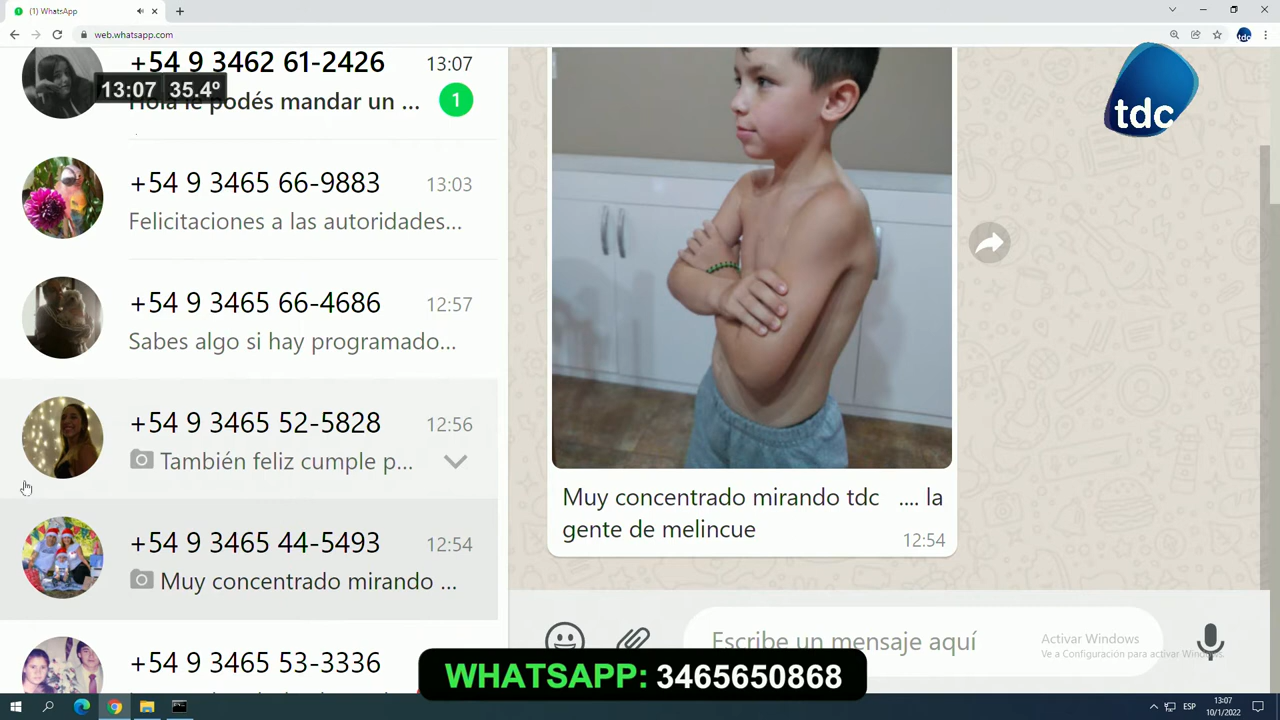 (1) WhatsApp
web.whatsapp.com
+54 9 3462 61-2426 13:07
13:07 35.4º
Hola le podés mandar un ... 1
+54 9 3465 66-9883 13:03
Felicitaciones a las autoridades...
+54 9 3465 66-4686 12:57
Sabes algo si hay programado...
+54 9 3465 52-5828 12:56
También feliz cumple p...
+54 9 3465 44-5493 12:54
Muy concentrado mirando ...
+54 9 3465 53-3336
tdc
tdc
Muy concentrado mirando tdc .... la
gente de melincue
12:54
Escribe un mensaje aquí
Activar Windows
Ve a Configuración para activar Windows.
WHATSAPP: 3465650868
ESP
13:07
10/1/2022